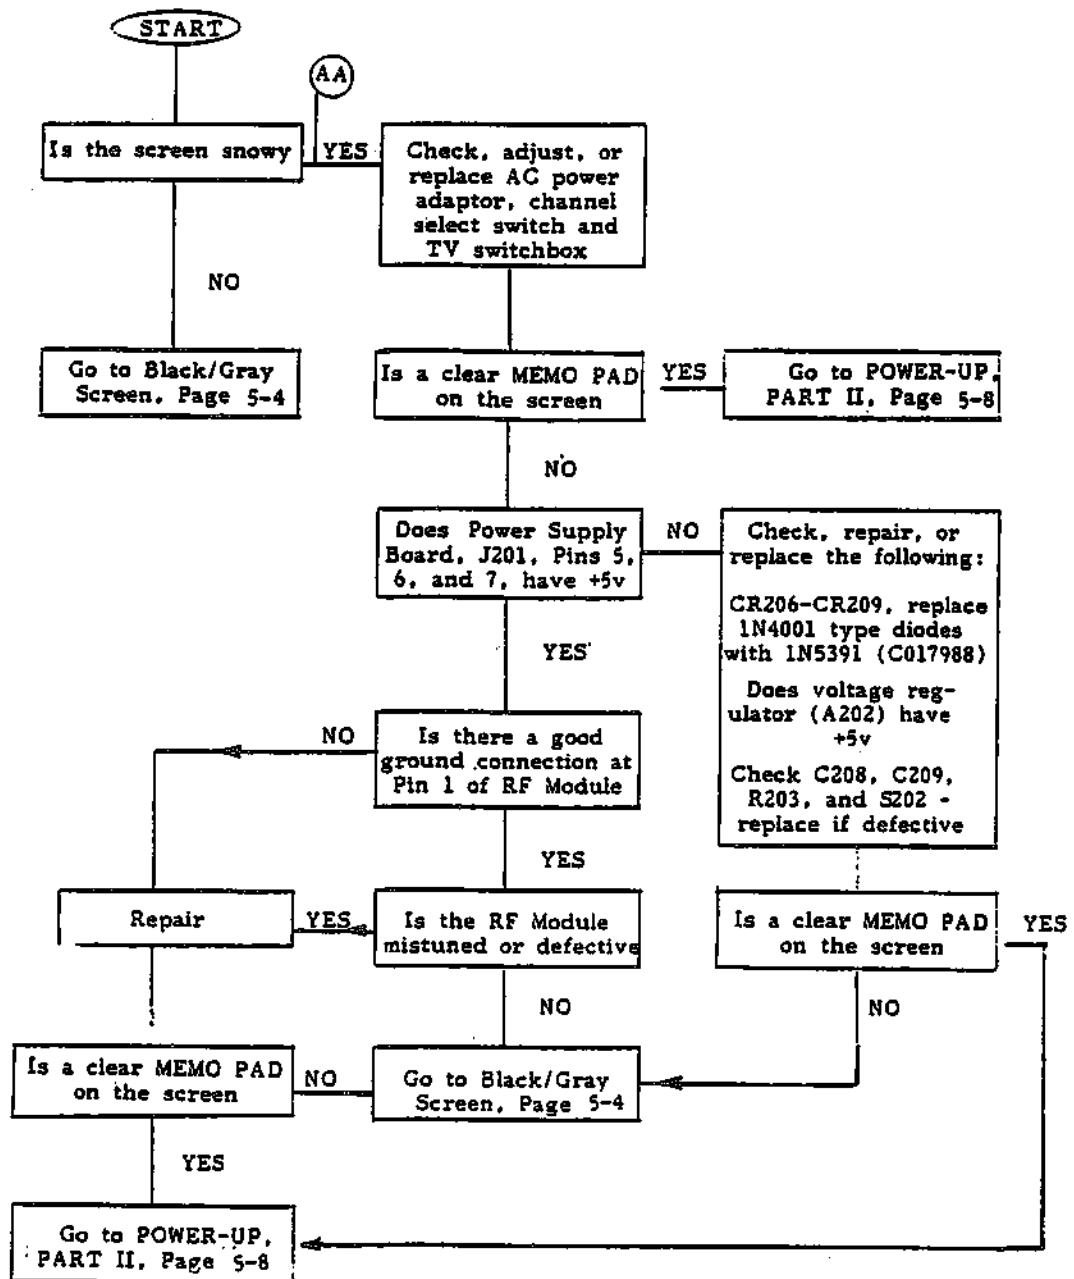 START
AA
Is the screen snowy
YES
Check, adjust, or
replace AC power
adaptor, channel
select switch and
TV switchbox
NO
Go to Black/Gray
Screen, Page 5-4
Is a clear MEMO PAD
on the screen
YES
Go to POWER-UP,
PART II, Page 5-8
NO
Does Power Supply
Board, J201, Pins 5,
6, and 7, have +5v
NO
Check, repair, or
replace the following:
CR206-CR209, replace
1N4001 type diodes
with 1N5391 (C017988)
Does voltage reg-
ulator (A202) have
+5v
Check C208, C209,
R203, and S202 -
replace if defective
YES
NO
Is there a good
ground connection at
Pin 1 of RF Module
YES
Repair
YES
Is the RF Module
mistuned or defective
Is a clear MEMO PAD
on the screen
YES
NO
NO
Is a clear MEMO PAD
on the screen
NO
Go to Black/Gray
Screen, Page 5-4
YES
Go to POWER-UP,
PART II, Page 5-8